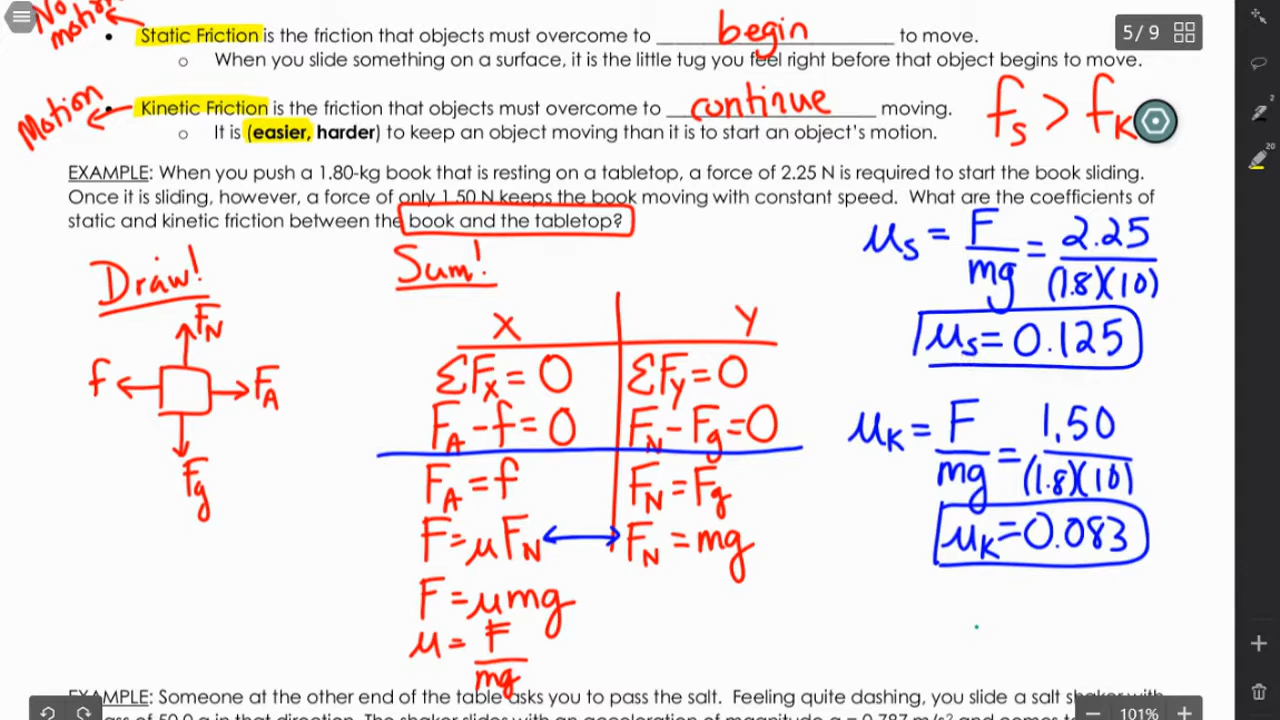 No motion
Static Friction is the friction that objects must overcome to begin to move.
When you slide something on a surface, it is the little tug you feel right before that object begins to move.
Motion
Kinetic Friction is the friction that objects must overcome to continue moving.
It is (easier, harder) to keep an object moving than it is to start an object's motion.
fs > fK
5 / 9
EXAMPLE: When you push a 1.80-kg book that is resting on a tabletop, a force of 2.25 N is required to start the book sliding.
Once it is sliding, however, a force of only 1.50 N keeps the book moving with constant speed. What are the coefficients of
static and kinetic friction between the book and the tabletop?
Draw!
FN
f
FA
Fg
Sum!
X Y
ΣFx = 0 ΣFy = 0
FA - f = 0 FN - Fg = 0
FA = f FN = Fg
F = μFN FN = mg
F = μmg
μ = F/mg
μs = F/mg = 2.25/(1.8)(10)
μs = 0.125
μK = F/mg = 1.50/(1.8)(10)
μK = 0.083
EXAMPLE: Someone at the other end of the table asks you to pass the salt. Feeling quite dashing, you slide a salt shaker with
101%
2
20